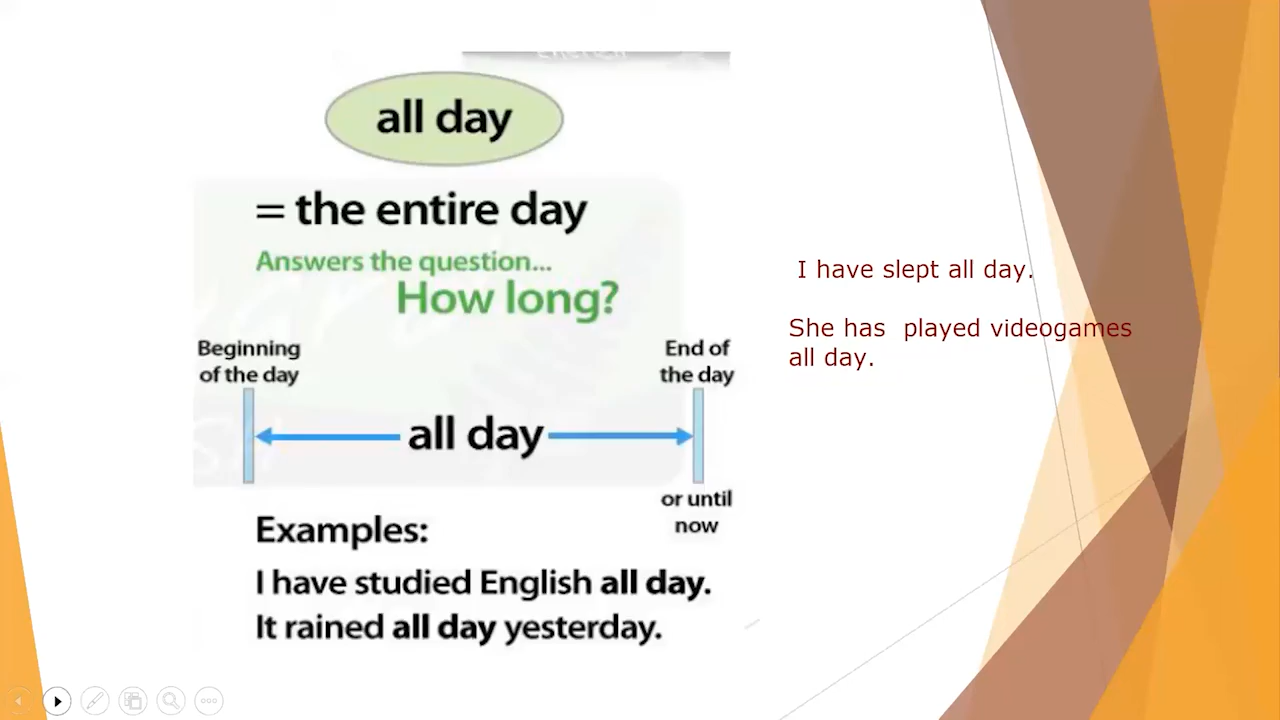 all day
= the entire day
Answers the question...
How long?
Beginning
of the day
End of
the day
all day
or until
now
Examples:
I have studied English all day.
It rained all day yesterday.
I have slept all day.
She has  played videogames
all day.